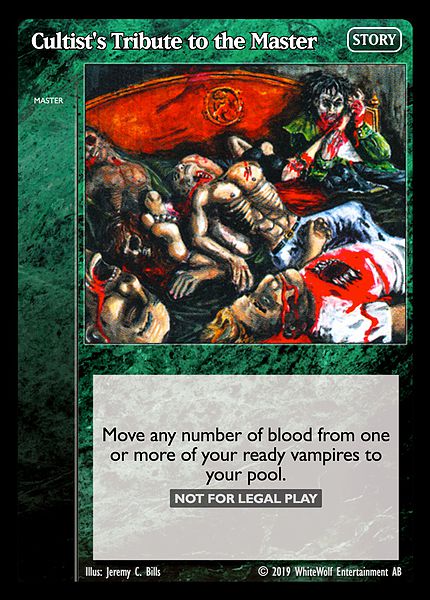 Cultist's Tribute to the Master
STORY
MASTER
Move any number of blood from one
or more of your ready vampires to
your pool.
NOT FOR LEGAL PLAY
Illus: Jeremy C. Bills
© 2019 WhiteWolf Entertainment AB